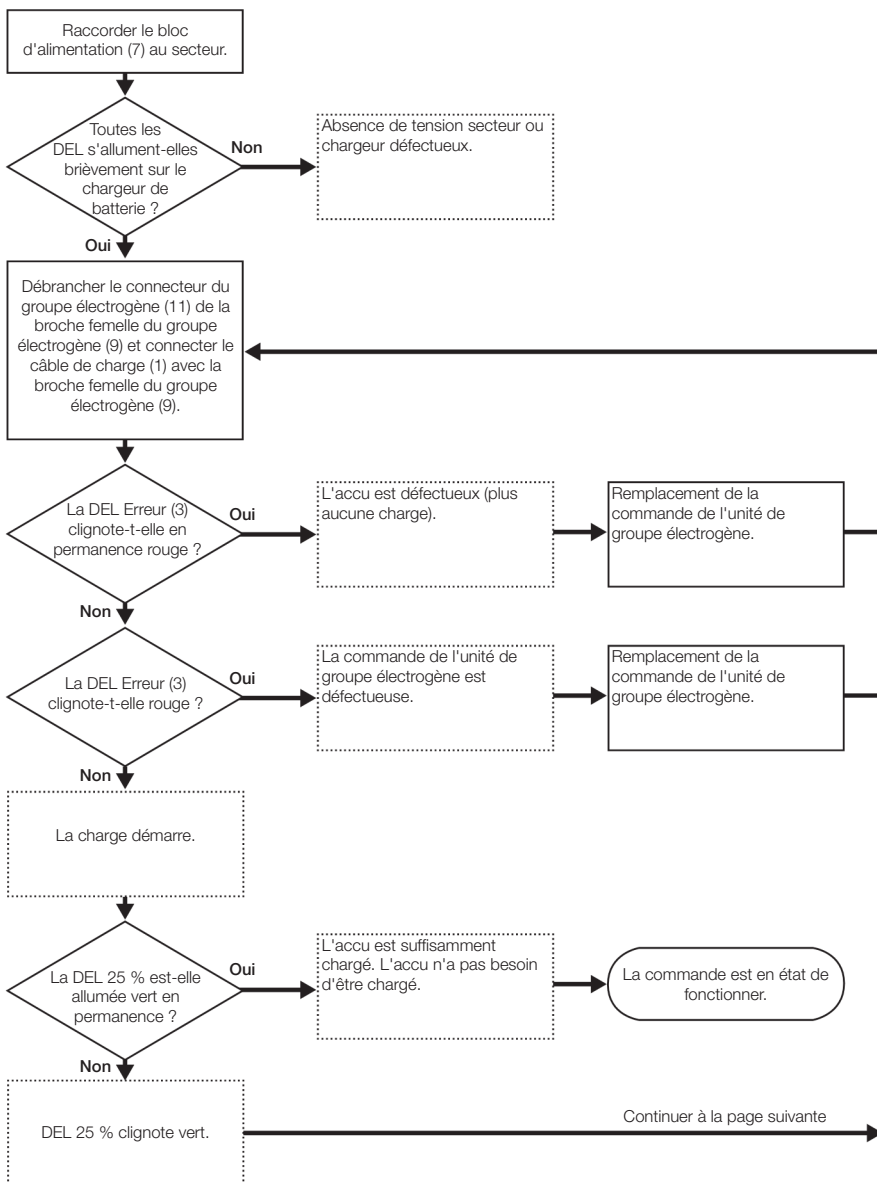 Raccorder le bloc
d'alimentation (7) au secteur.
Toutes les
DEL s'allument-elles
brièvement sur le
chargeur de
batterie ?
Non
Absence de tension secteur ou
chargeur défectueux.
Oui
Débrancher le connecteur du
groupe électrogène (11) de la
broche femelle du groupe
électrogène (9) et connecter le
câble de charge (1) avec la
broche femelle du groupe
électrogène (9).
La DEL Erreur (3)
clignote-t-elle en
permanence rouge ?
Oui
L'accu est défectueux (plus
aucune charge).
Remplacement de la
commande de l'unité de
groupe électrogène.
Non
La DEL Erreur (3)
clignote-t-elle rouge ?
Oui
La commande de l'unité de
groupe électrogène est
défectueuse.
Remplacement de la
commande de l'unité de
groupe électrogène.
Non
La charge démarre.
La DEL 25 % est-elle
allumée vert en
permanence ?
Oui
L'accu est suffisamment
chargé. L'accu n'a pas besoin
d'être chargé.
La commande est en état de
fonctionner.
Non
DEL 25 % clignote vert.
Continuer à la page suivante